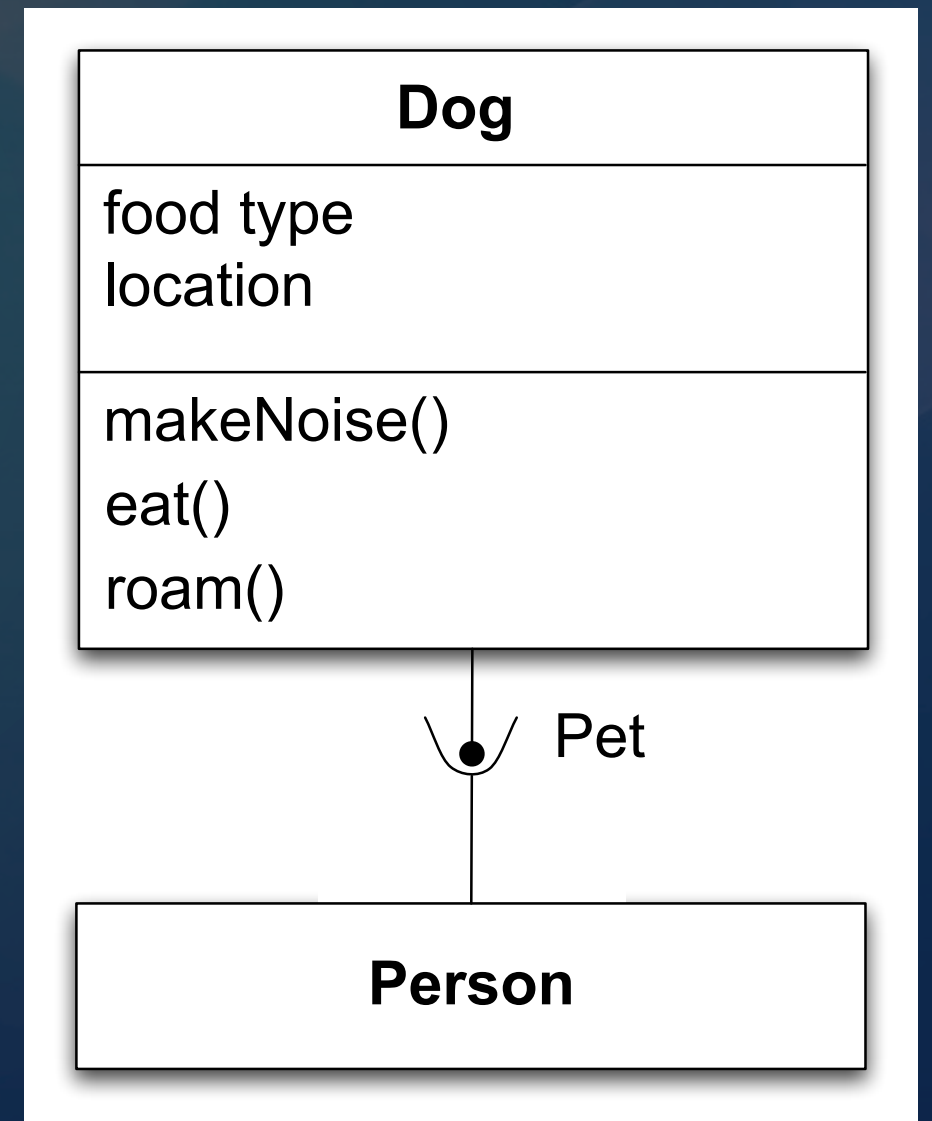 Dog
food type
location
makeNoise()
eat()
roam()
Pet
Person